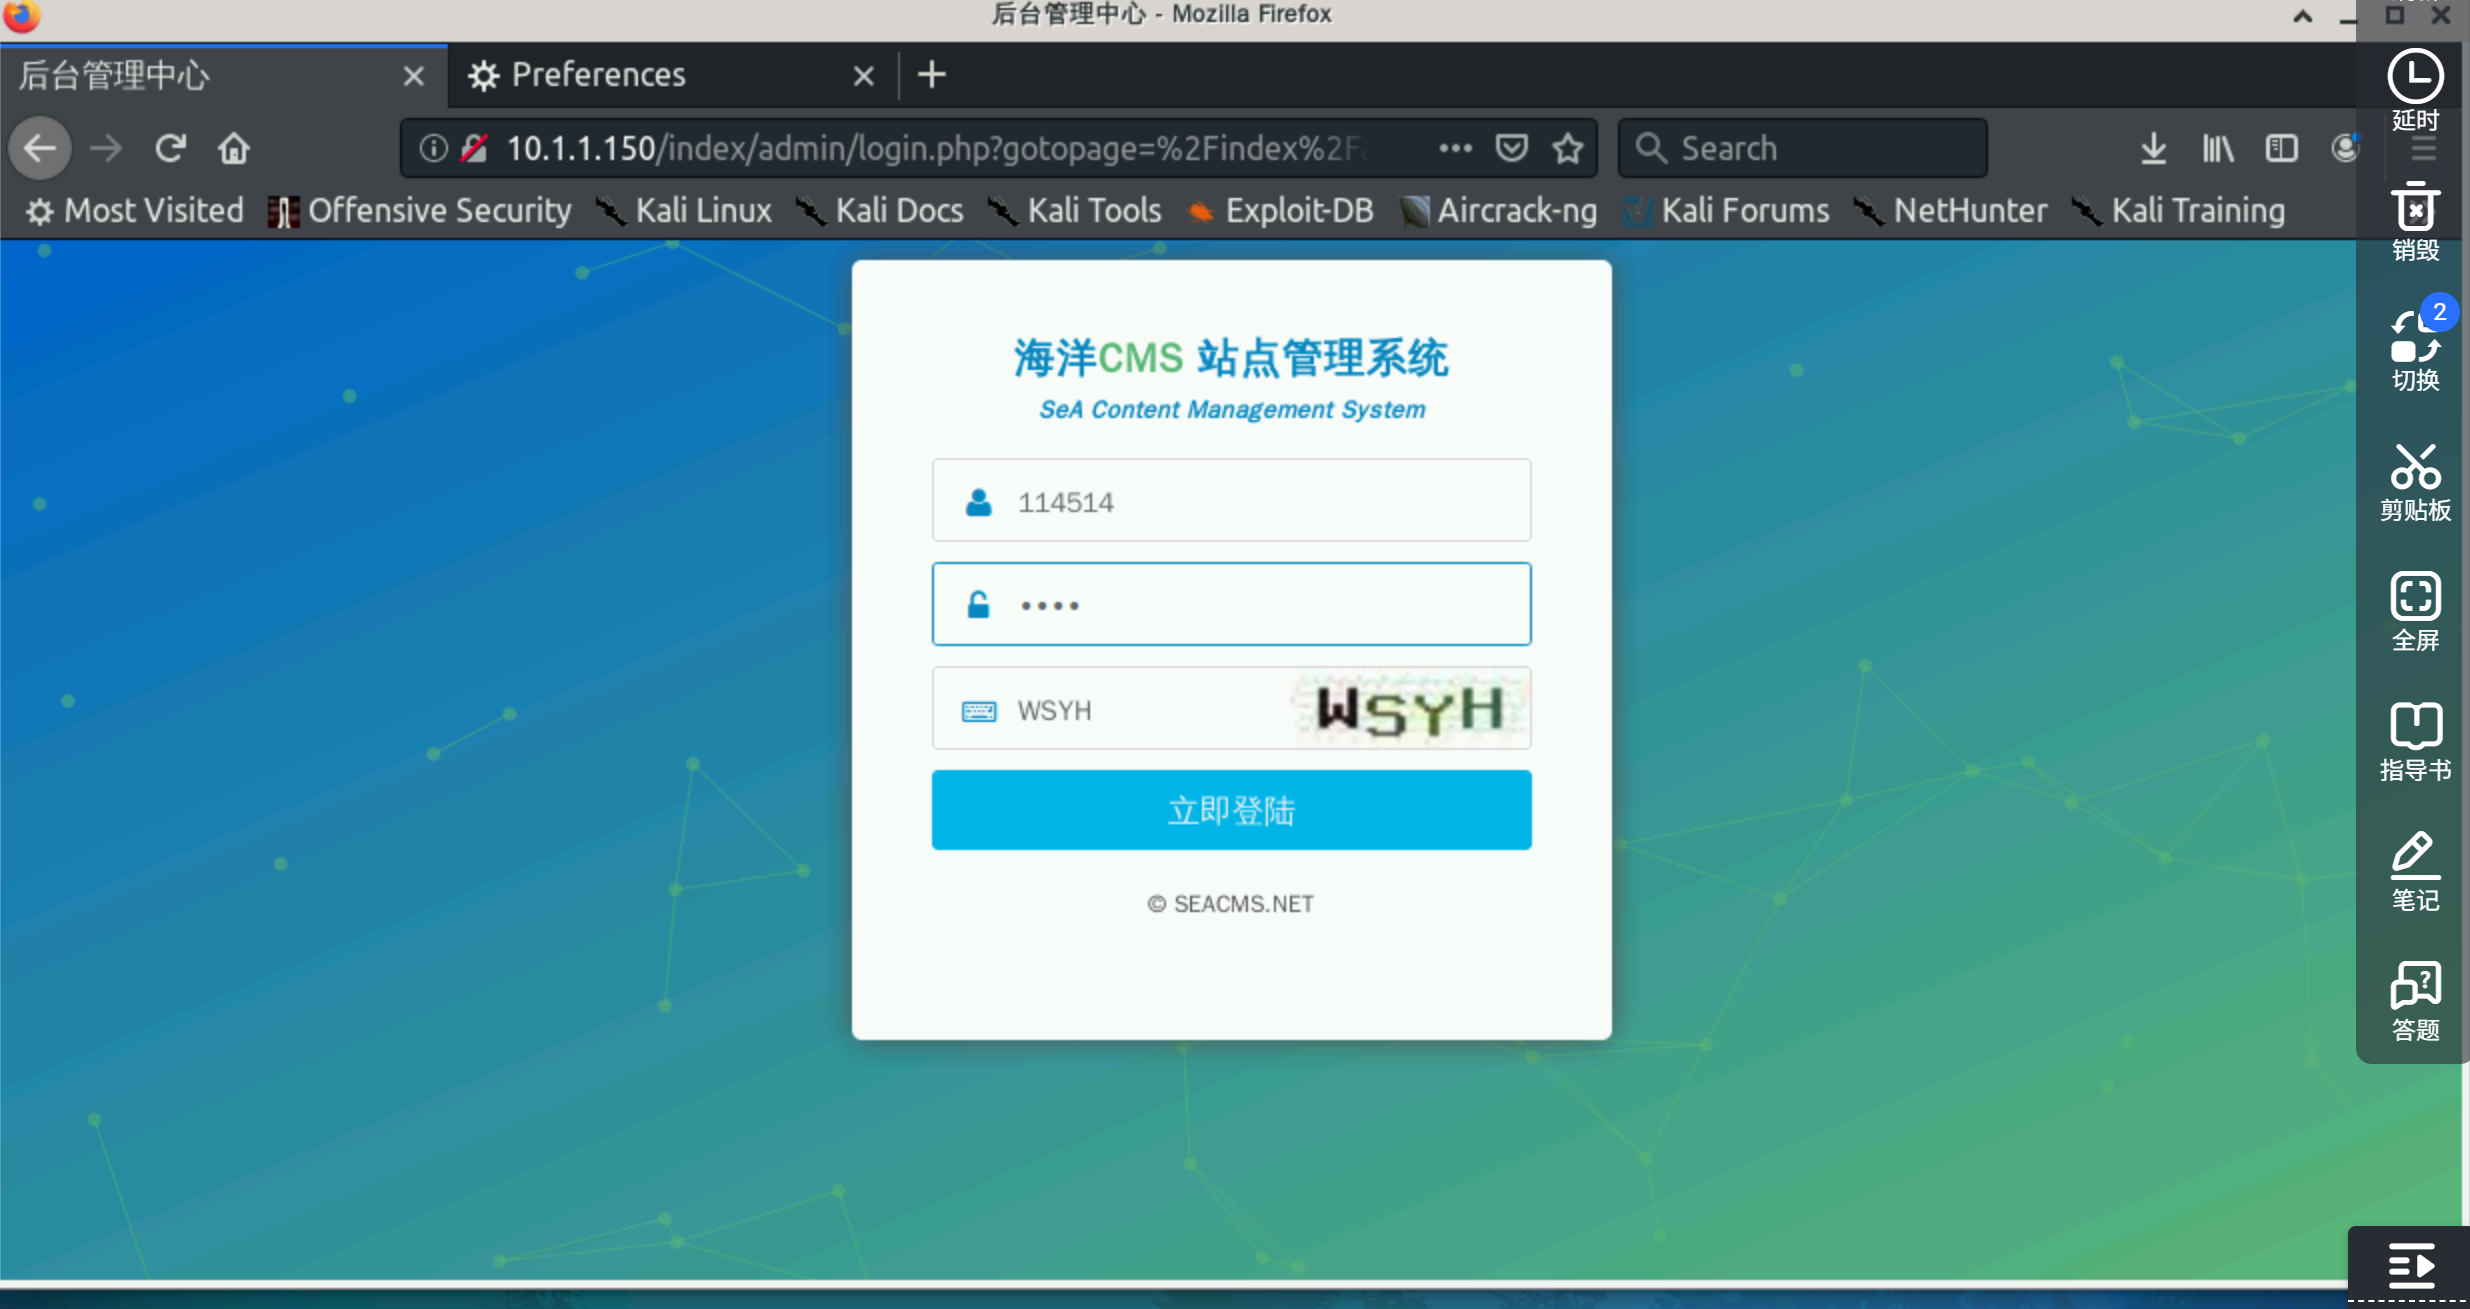 后台管理中心 - Mozilla Firefox
后台管理中心
Preferences
10.1.1.150/index/admin/login.php?gotopage=%2Findex%2F
Search
Most Visited
Offensive Security
Kali Linux
Kali Docs
Kali Tools
Exploit-DB
Aircrack-ng
Kali Forums
NetHunter
Kali Training
海洋CMS 站点管理系统
SeA Content Management System
114514
••••
WSYH
WSYH
立即登陆
© SEACMS.NET
延时
销毁
2
切换
剪贴板
全屏
指导书
笔记
答题